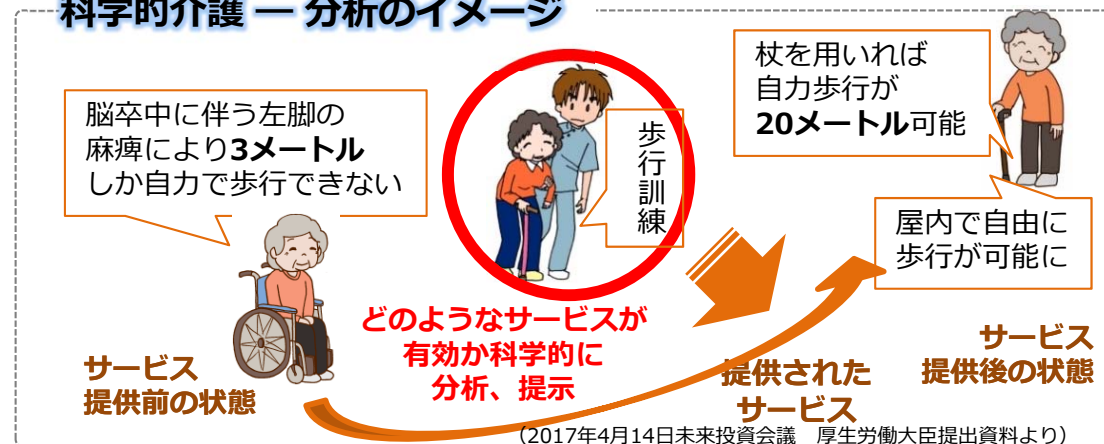 科学的介護 ― 分析のイメージ
脳卒中に伴う左脚の
麻痺により3メートル
しか自力で歩行できない
歩行訓練
杖を用いれば
自力歩行が
20メートル可能
屋内で自由に
歩行が可能に
どのようなサービスが
有効か科学的に
分析、提示
サービス
提供前の状態
提供された
サービス
サービス
提供後の状態
(2017年4月14日未来投資会議　厚生労働大臣提出資料より)